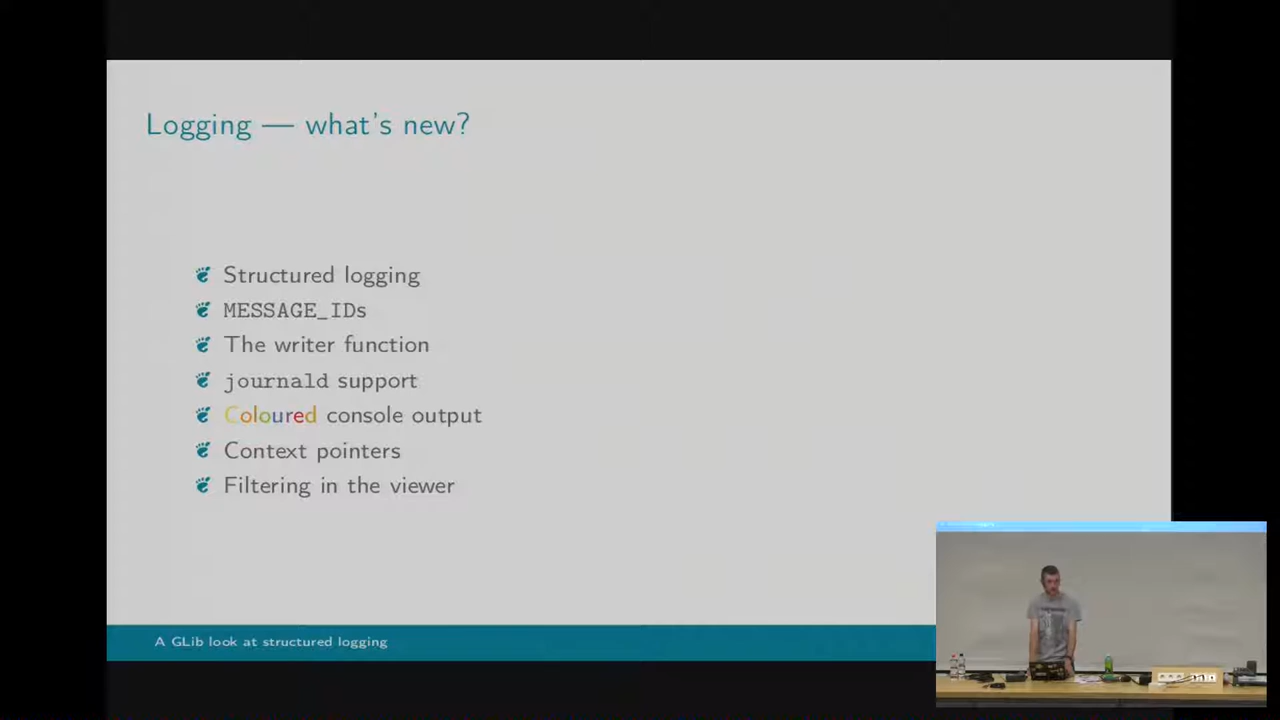 Logging — what's new?
Structured logging
MESSAGE_IDs
The writer function
journald support
Coloured console output
Context pointers
Filtering in the viewer
A GLib look at structured logging